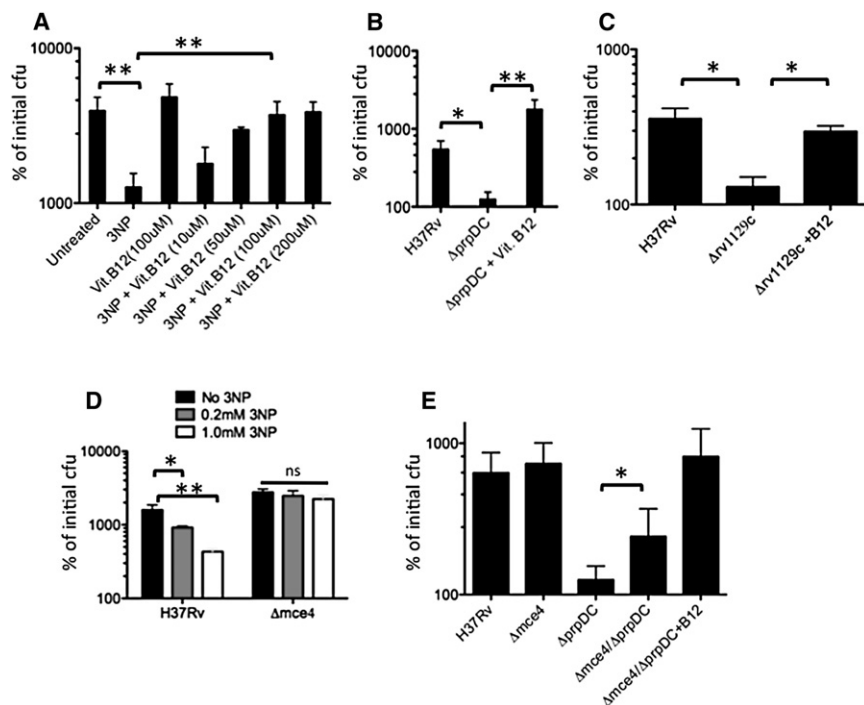 A
**
**
10000
1000
% of initial cfu
Untreated
3NP
Vit.B12(100uM)
3NP + Vit.B12 (10uM)
3NP + Vit.B12 (50uM)
3NP + Vit.B12 (100uM)
3NP + Vit.B12 (200uM)
B
10000
1000
100
% of initial cfu
*
**
H37Rv
ΔprpDC
ΔprpDC + Vit. B12
C
1000
100
% of initial cfu
*
*
H37Rv
Δrv1129c
Δrv1129c +B12
D
No 3NP
0.2mM 3NP
1.0mM 3NP
10000
1000
100
% of initial cfu
*
**
ns
H37Rv
Δmce4
E
1000
100
% of initial cfu
*
H37Rv
Δmce4
ΔprpDC
Δmce4/ΔprpDC
Δmce4/ΔprpDC+B12